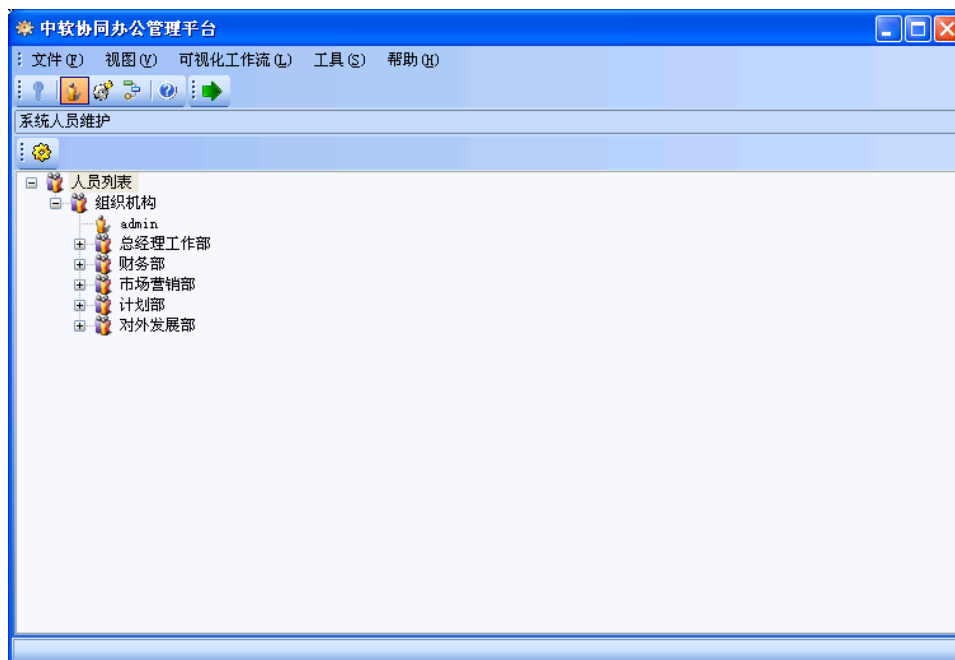 中软协同办公管理平台
文件(F) 视图(V) 可视化工作流(L) 工具(S) 帮助(H)
系统人员维护
人员列表
组织机构
admin
总经理工作部
财务部
市场营销部
计划部
对外发展部